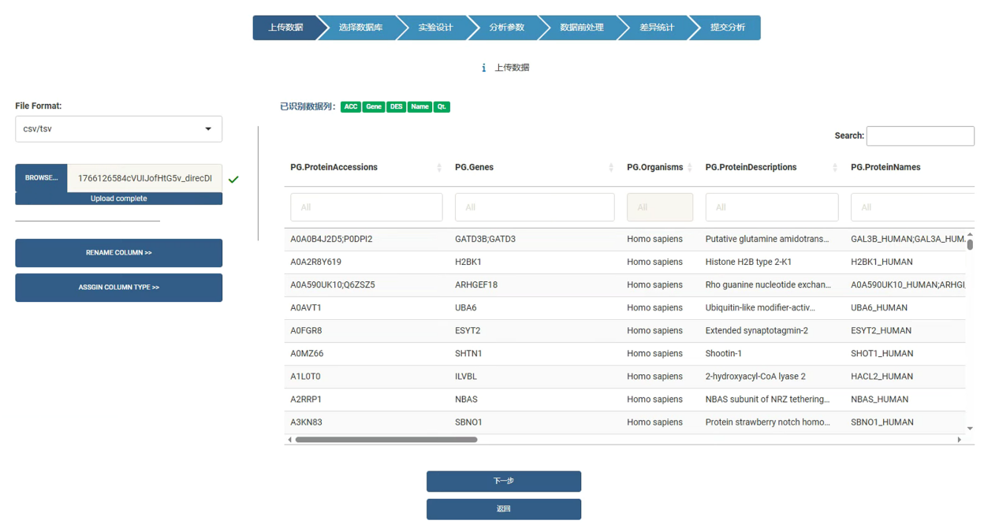 上传数据 选择数据库 实验设计 分析参数 数据前处理 差异统计 提交分析
i 上传数据
File Format:
csv/tsv
BROWSE... 1766126584cVUIJofHtG5v_direcDI
Upload complete
RENAME COLUMN >>
ASSGIN COLUMN TYPE >>
已识别数据列: ACC Gene DES Name Qt.
Search:
PG.ProteinAccessions PG.Genes PG.Organisms PG.ProteinDescriptions PG.ProteinNames
All All All All All
A0A0B4J2D5;P0DPI2 GATD3B;GATD3 Homo sapiens Putative glutamine amidotrans... GAL3B_HUMAN;GAL3A_HUM
A0A2R8Y619 H2BK1 Homo sapiens Histone H2B type 2-K1 H2BK1_HUMAN
A0A590UK10;Q6ZSZ5 ARHGEF18 Homo sapiens Rho guanine nucleotide exchan... A0A590UK10_HUMAN;ARHGI
A0AVT1 UBA6 Homo sapiens Ubiquitin-like modifier-activ... UBA6_HUMAN
A0FGR8 ESYT2 Homo sapiens Extended synaptotagmin-2 ESYT2_HUMAN
A0MZ66 SHTN1 Homo sapiens Shootin-1 SHOT1_HUMAN
A1L0T0 ILVBL Homo sapiens 2-hydroxyacyl-CoA lyase 2 HACL2_HUMAN
A2RRP1 NBAS Homo sapiens NBAS subunit of NRZ tethering... NBAS_HUMAN
A3KN83 SBNO1 Homo sapiens Protein strawberry notch homo... SBNO1_HUMAN
下一步
返回